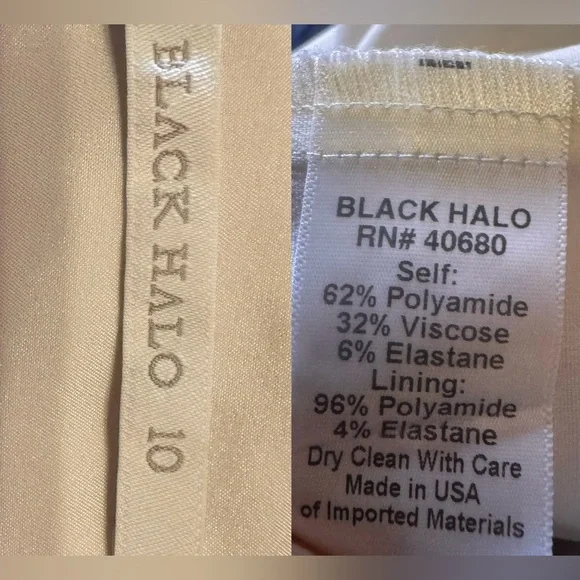 BLACK HALO 10
BLACK HALO
RN# 40680
Self:
62% Polyamide
32% Viscose
6% Elastane
Lining:
96% Polyamide
4% Elastane
Dry Clean With Care
Made in USA
of Imported Materials